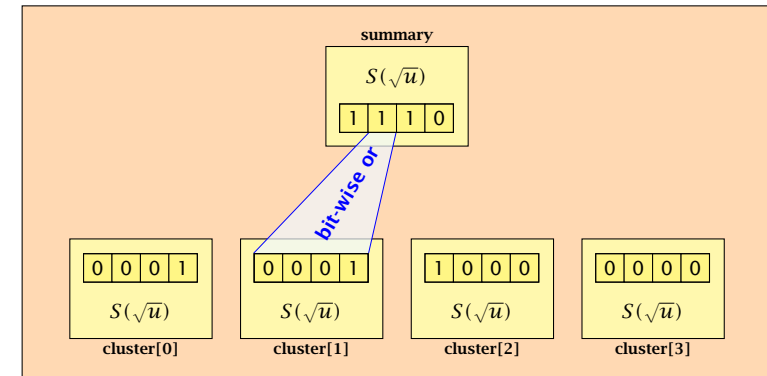 summary
S(√u)
1 1 1 0
bit-wise or
0 0 0 1 0 0 0 1 1 0 0 0 0 0 0 0
S(√u) S(√u) S(√u) S(√u)
cluster[0] cluster[1] cluster[2] cluster[3]